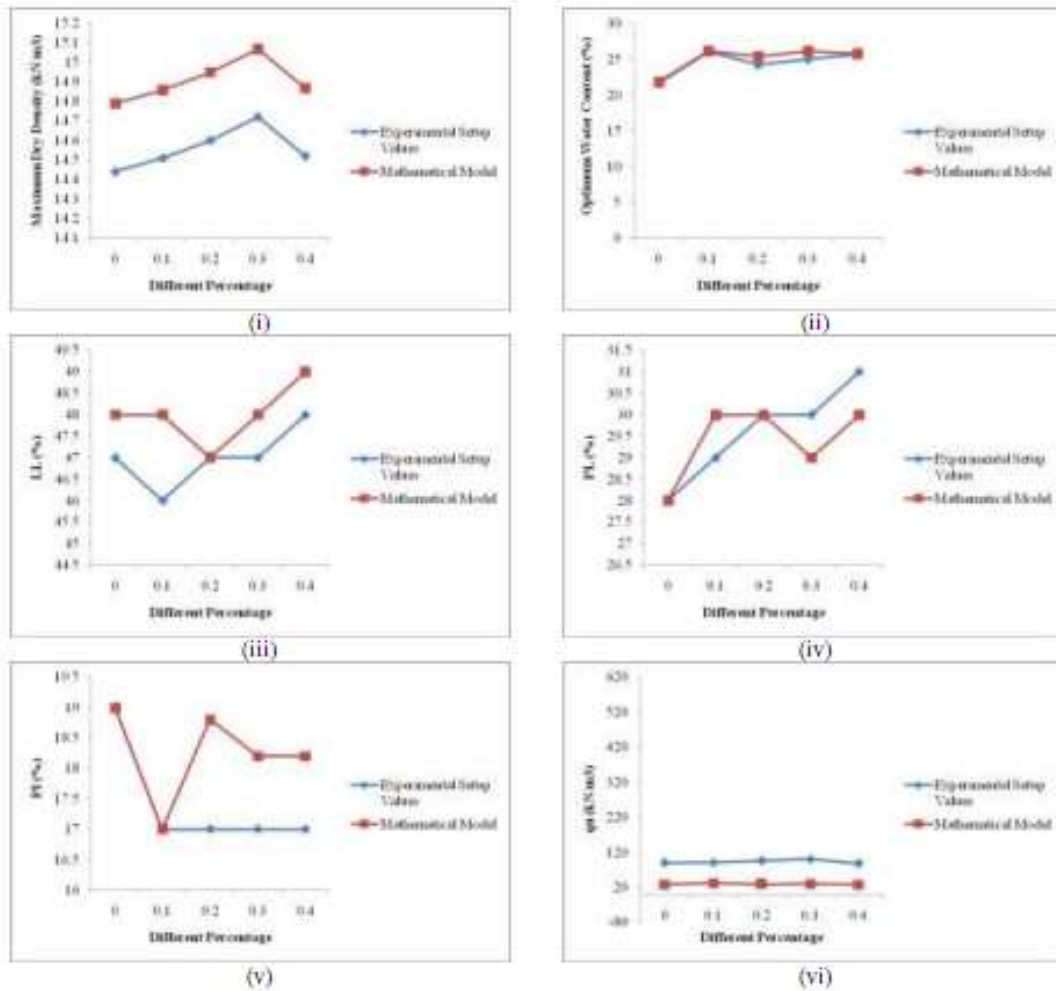 15.2
15.1
15
14.9
14.8
14.7
14.6
14.5
14.4
14.3
14.2
14.1
Maximum Dry Density (kN/m3)
0 0.1 0.2 0.3 0.4
Different Percentage
Experimental Setup
Values
Mathematical Model
(i)
30
25
20
15
10
5
0
Optimum Water Content (%)
0 0.1 0.2 0.3 0.4
Different Percentage
Experimental Setup
Values
Mathematical Model
(ii)
49.5
49
48.5
48
47.5
47
46.5
46
45.5
45
44.5
LL (%)
0 0.1 0.2 0.3 0.4
Different Percentage
Experimental Setup
Values
Mathematical Model
(iii)
31.5
31
30.5
30
29.5
29
28.5
28
27.5
27
26.5
PL (%)
0 0.1 0.2 0.3 0.4
Different Percentage
Experimental Setup
Values
Mathematical Model
(iv)
19.5
19
18.5
18
17.5
17
16.5
16
PI (%)
0 0.1 0.2 0.3 0.4
Different Percentage
Experimental Setup
Values
Mathematical Model
(v)
620
520
420
320
220
120
20
-80
0 0.1 0.2 0.3 0.4
Different Percentage
Experimental Setup
Values
Mathematical Model
(vi)